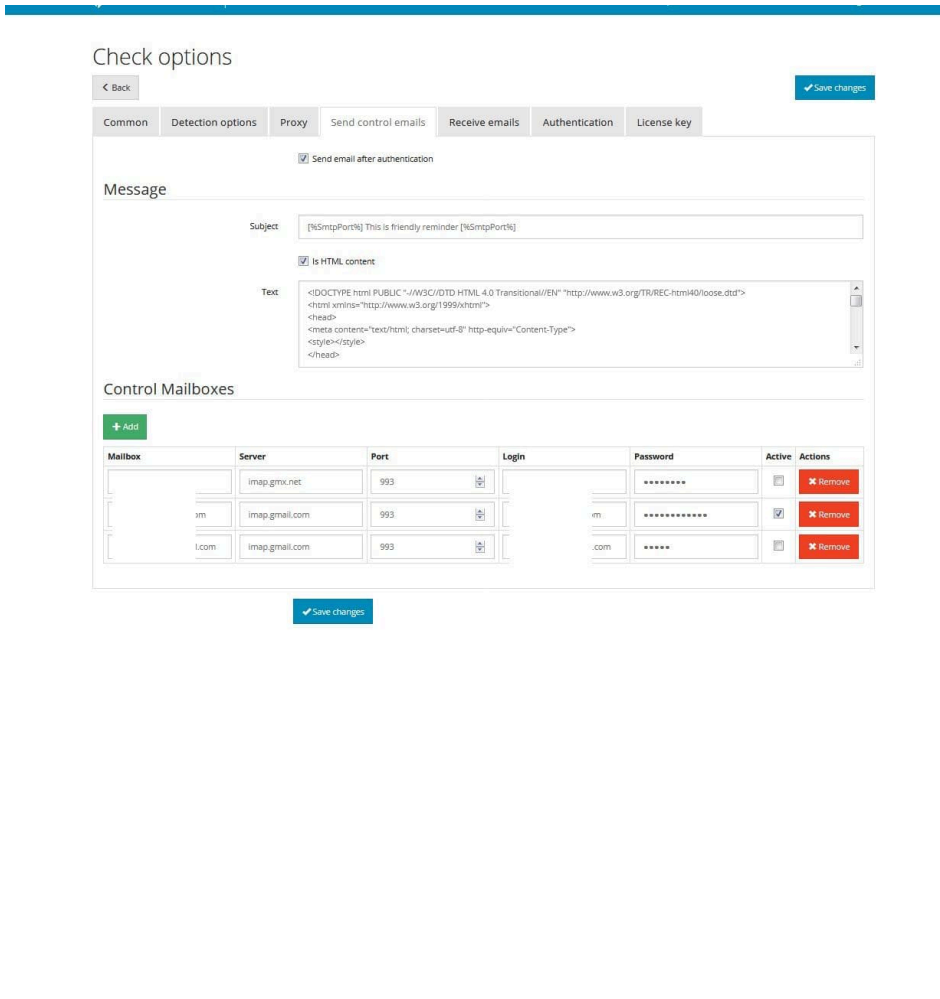 Check options
Back
Save changes
Common Detection options Proxy Send control emails Receive emails Authentication License key
Send email after authentication
Message
Subject [%SmtpPort%] This is friendly reminder [%SmtpPort%]
Is HTML content
Text <!DOCTYPE html PUBLIC "-//W3C//DTD HTML 4.0 Transitional//EN" "http://www.w3.org/TR/REC-html40/loose.dtd">
<html xmlns="http://www.w3.org/1999/xhtml">
<head>
<meta content="text/html; charset=utf-8" http-equiv="Content-Type">
<style></style>
</head>
Control Mailboxes
Add
Mailbox Server Port Login Password Active Actions
imap.gmx.net 993 Remove
imap.gmail.com 993 Remove
.com imap.gmail.com 993 .com Remove
Save changes